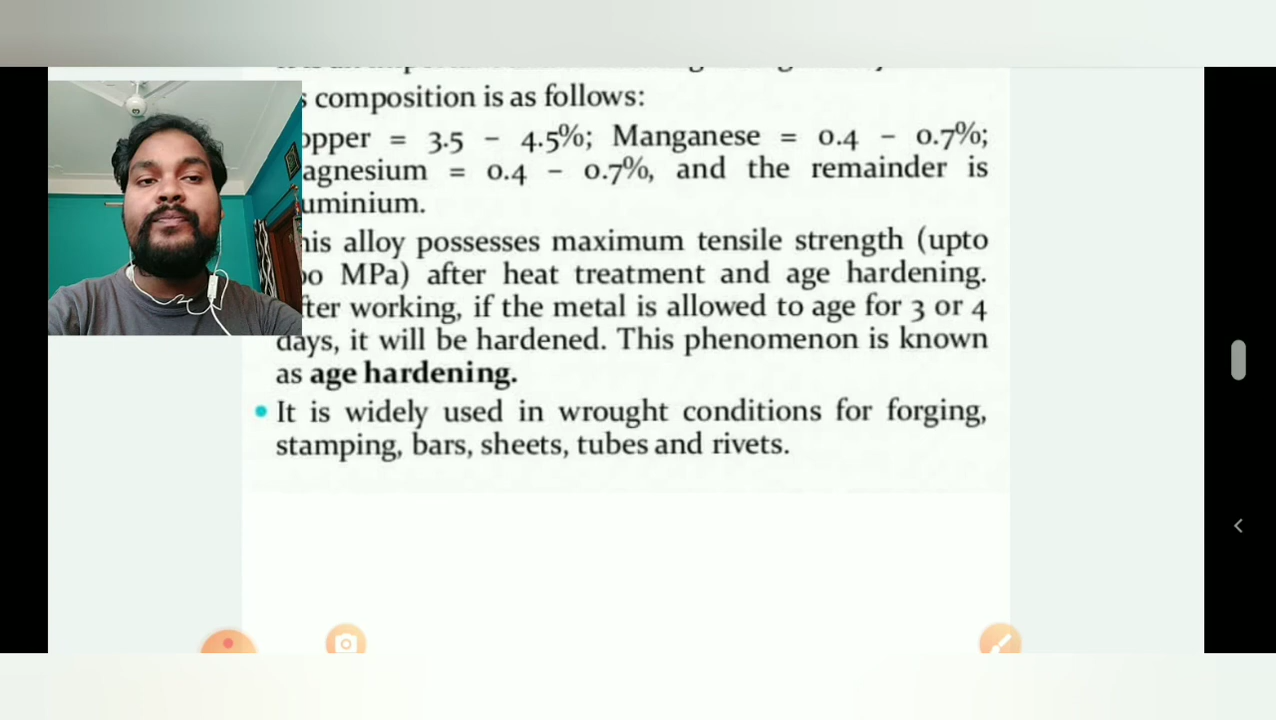 composition is as follows:
opper = 3.5 – 4.5%; Manganese = 0.4 – 0.7%;
agnesium = 0.4 – 0.7%, and the remainder is
uminium.
his alloy possesses maximum tensile strength (upto
MPa) after heat treatment and age hardening.
ter working, if the metal is allowed to age for 3 or 4
days, it will be hardened. This phenomenon is known
as age hardening.
• It is widely used in wrought conditions for forging,
stamping, bars, sheets, tubes and rivets.